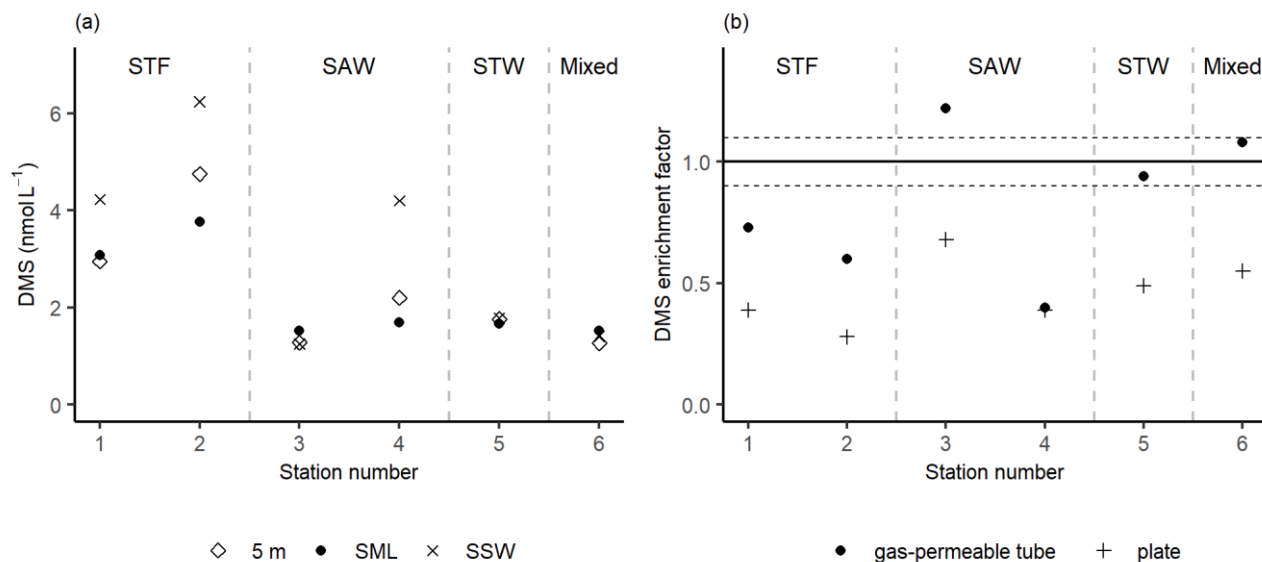 (a)
STF SAW STW Mixed
DMS (nmol L⁻¹)
6
4
2
0
1 2 3 4 5 6
Station number
5 m SML SSW
(b)
STF SAW STW Mixed
DMS enrichment factor
1.0
0.5
0.0
1 2 3 4 5 6
Station number
gas-permeable tube plate